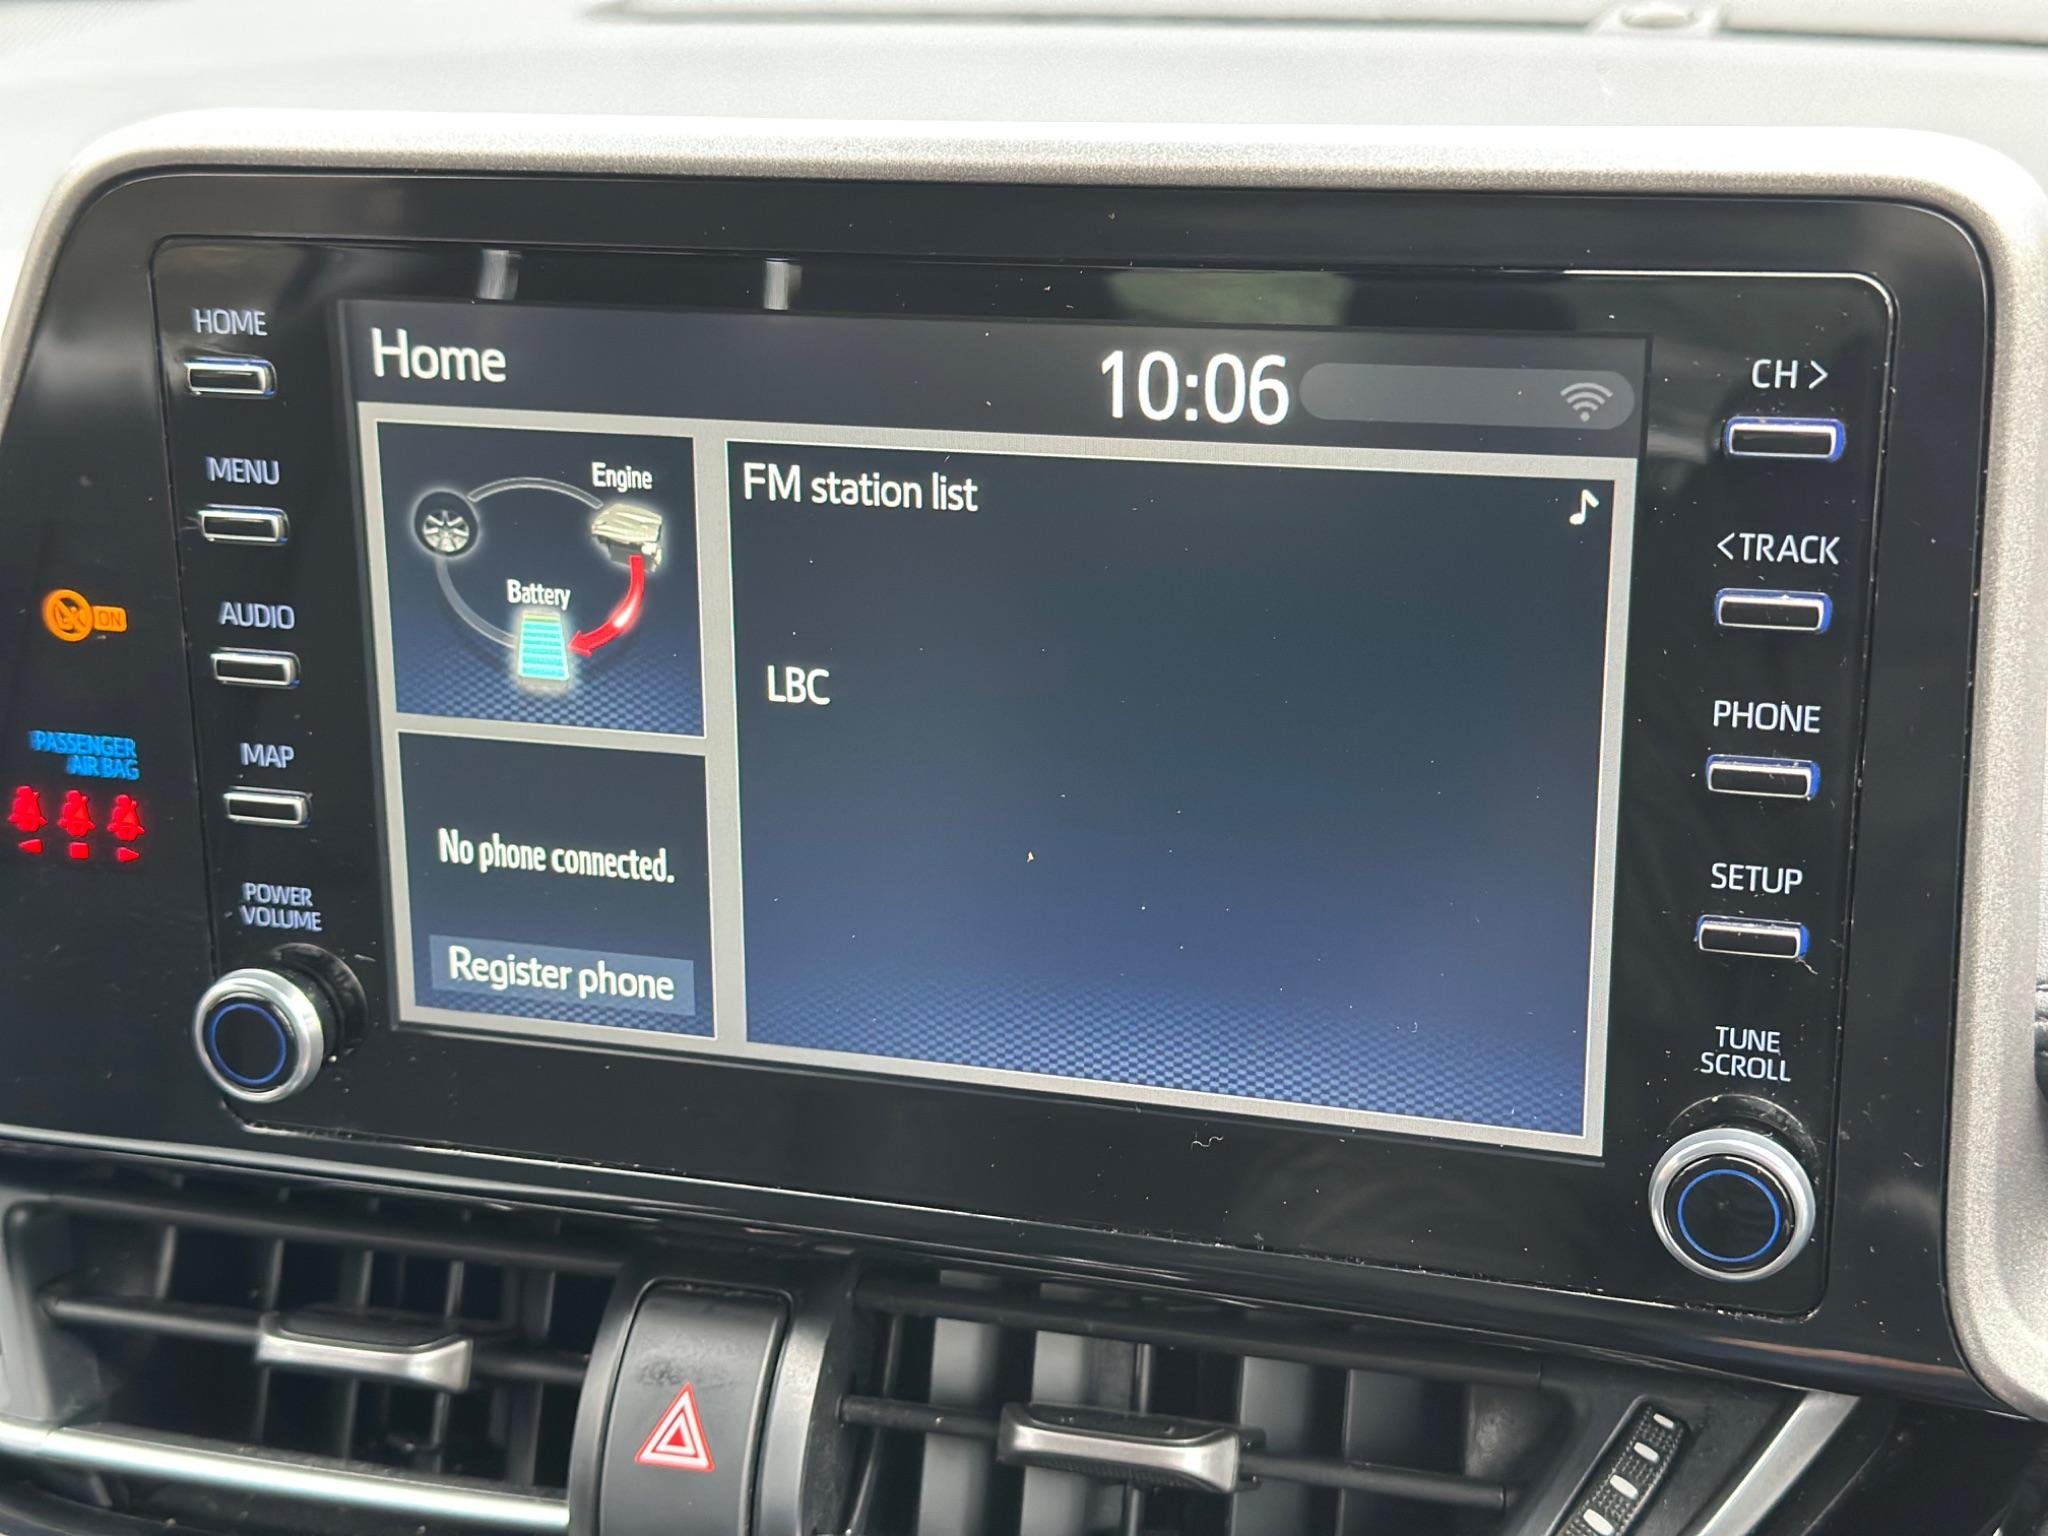 HOME
MENU
AUDIO
MAP
POWER
VOLUME
ON
PASSENGER
AIR BAG
Home
10:06
Engine
Battery
No phone connected.
Register phone
FM station list
LBC
CH >
<TRACK
PHONE
SETUP
TUNE
SCROLL